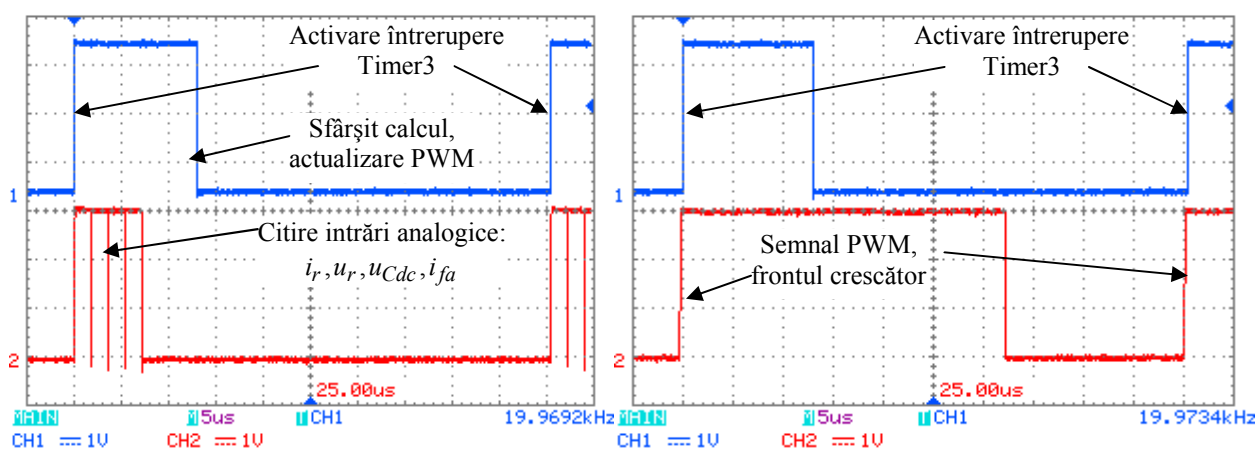 Activare întrerupere
Timer3
Sfârşit calcul,
actualizare PWM
1
Citire intrări analogice:
i_r, u_r, u_Cdc, i_fa
2
25.00us
MAIN M 5us T CH1 19.9692kHz
CH1 1V CH2 1V
Activare întrerupere
Timer3
1
Semnal PWM,
frontul crescător
2
25.00us
MAIN M 5us T CH1 19.9734kHz
CH1 1V CH2 1V